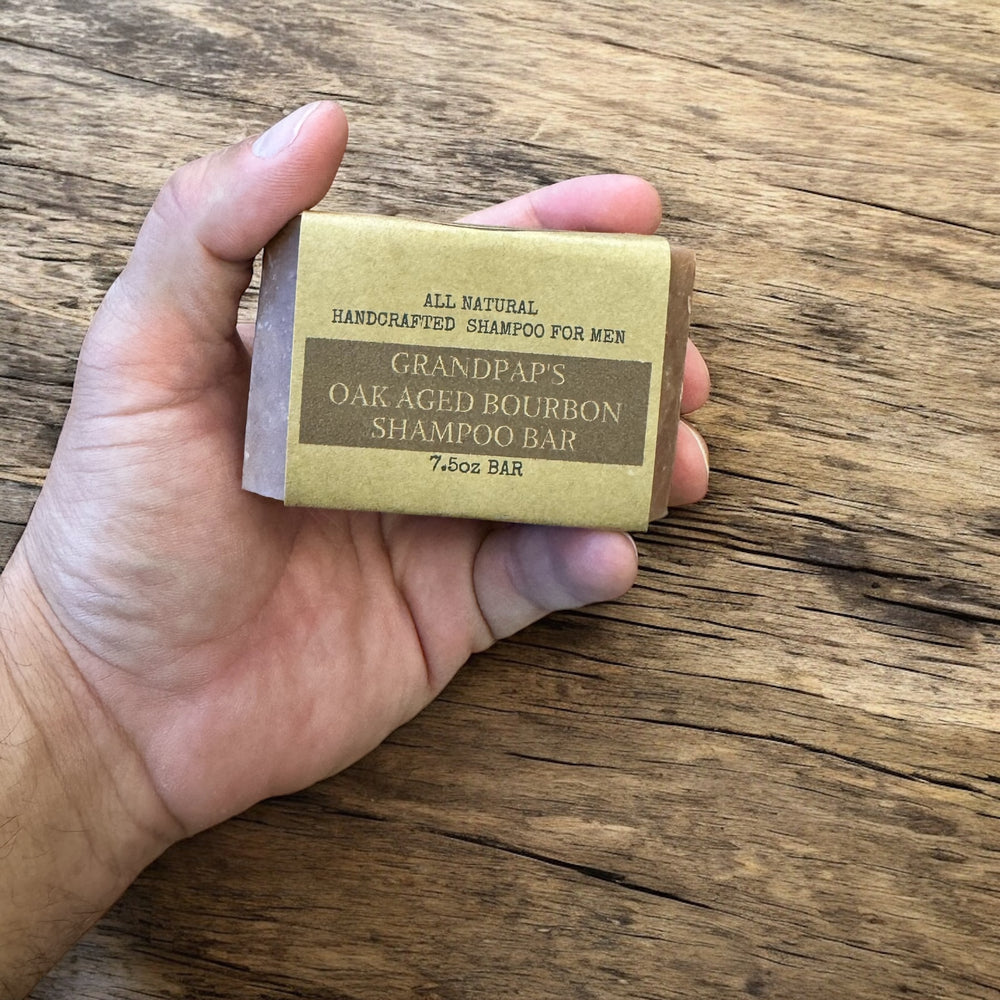 ALL NATURAL
HANDCRAFTED SHAMPOO FOR MEN
GRANDPAP'S
OAK AGED BOURBON
SHAMPOO BAR
7.5oz BAR